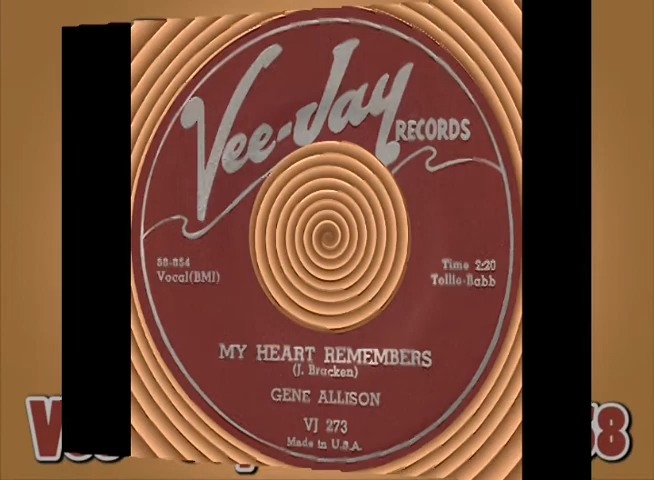 Vee-Jay
RECORDS
58-854
Vocal(BMI)
Time 2:20
Tollie-Babb
MY HEART REMEMBERS
(J. Bracken)
GENE ALLISON
VJ 273
Made in U.S.A.